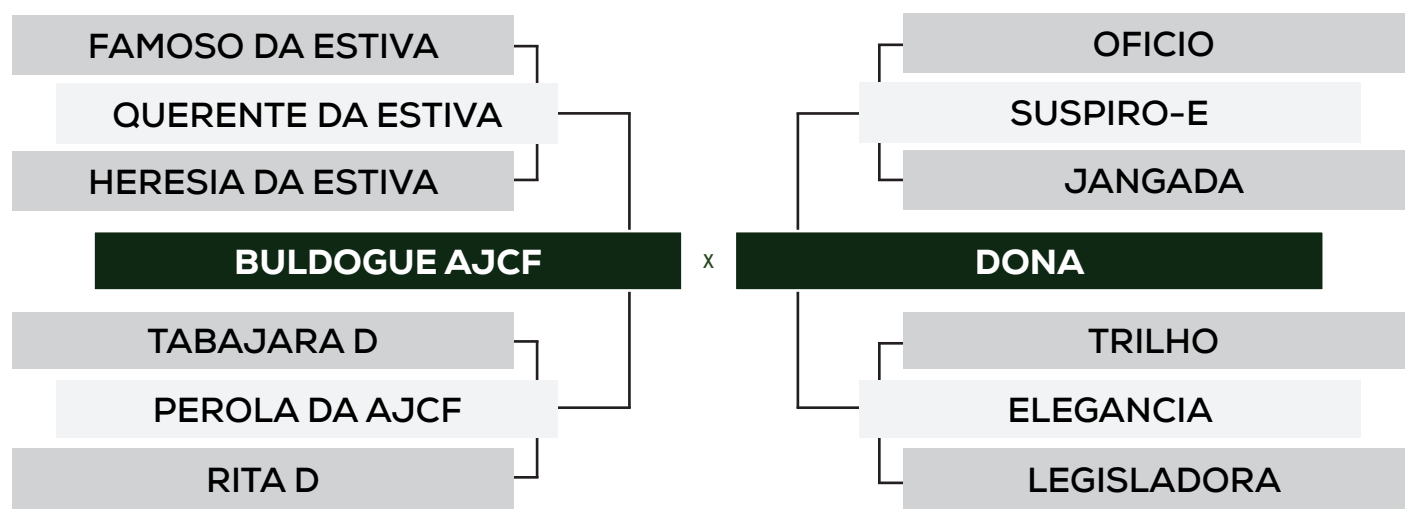 FAMOSO DA ESTIVA
QUERENTE DA ESTIVA
HERESIA DA ESTIVA
BULDOGUE AJCF
TABAJARA D
PEROLA DA AJCF
RITA D
x
OFICIO
SUSPIRO-E
JANGADA
DONA
TRILHO
ELEGANCIA
LEGISLADORA